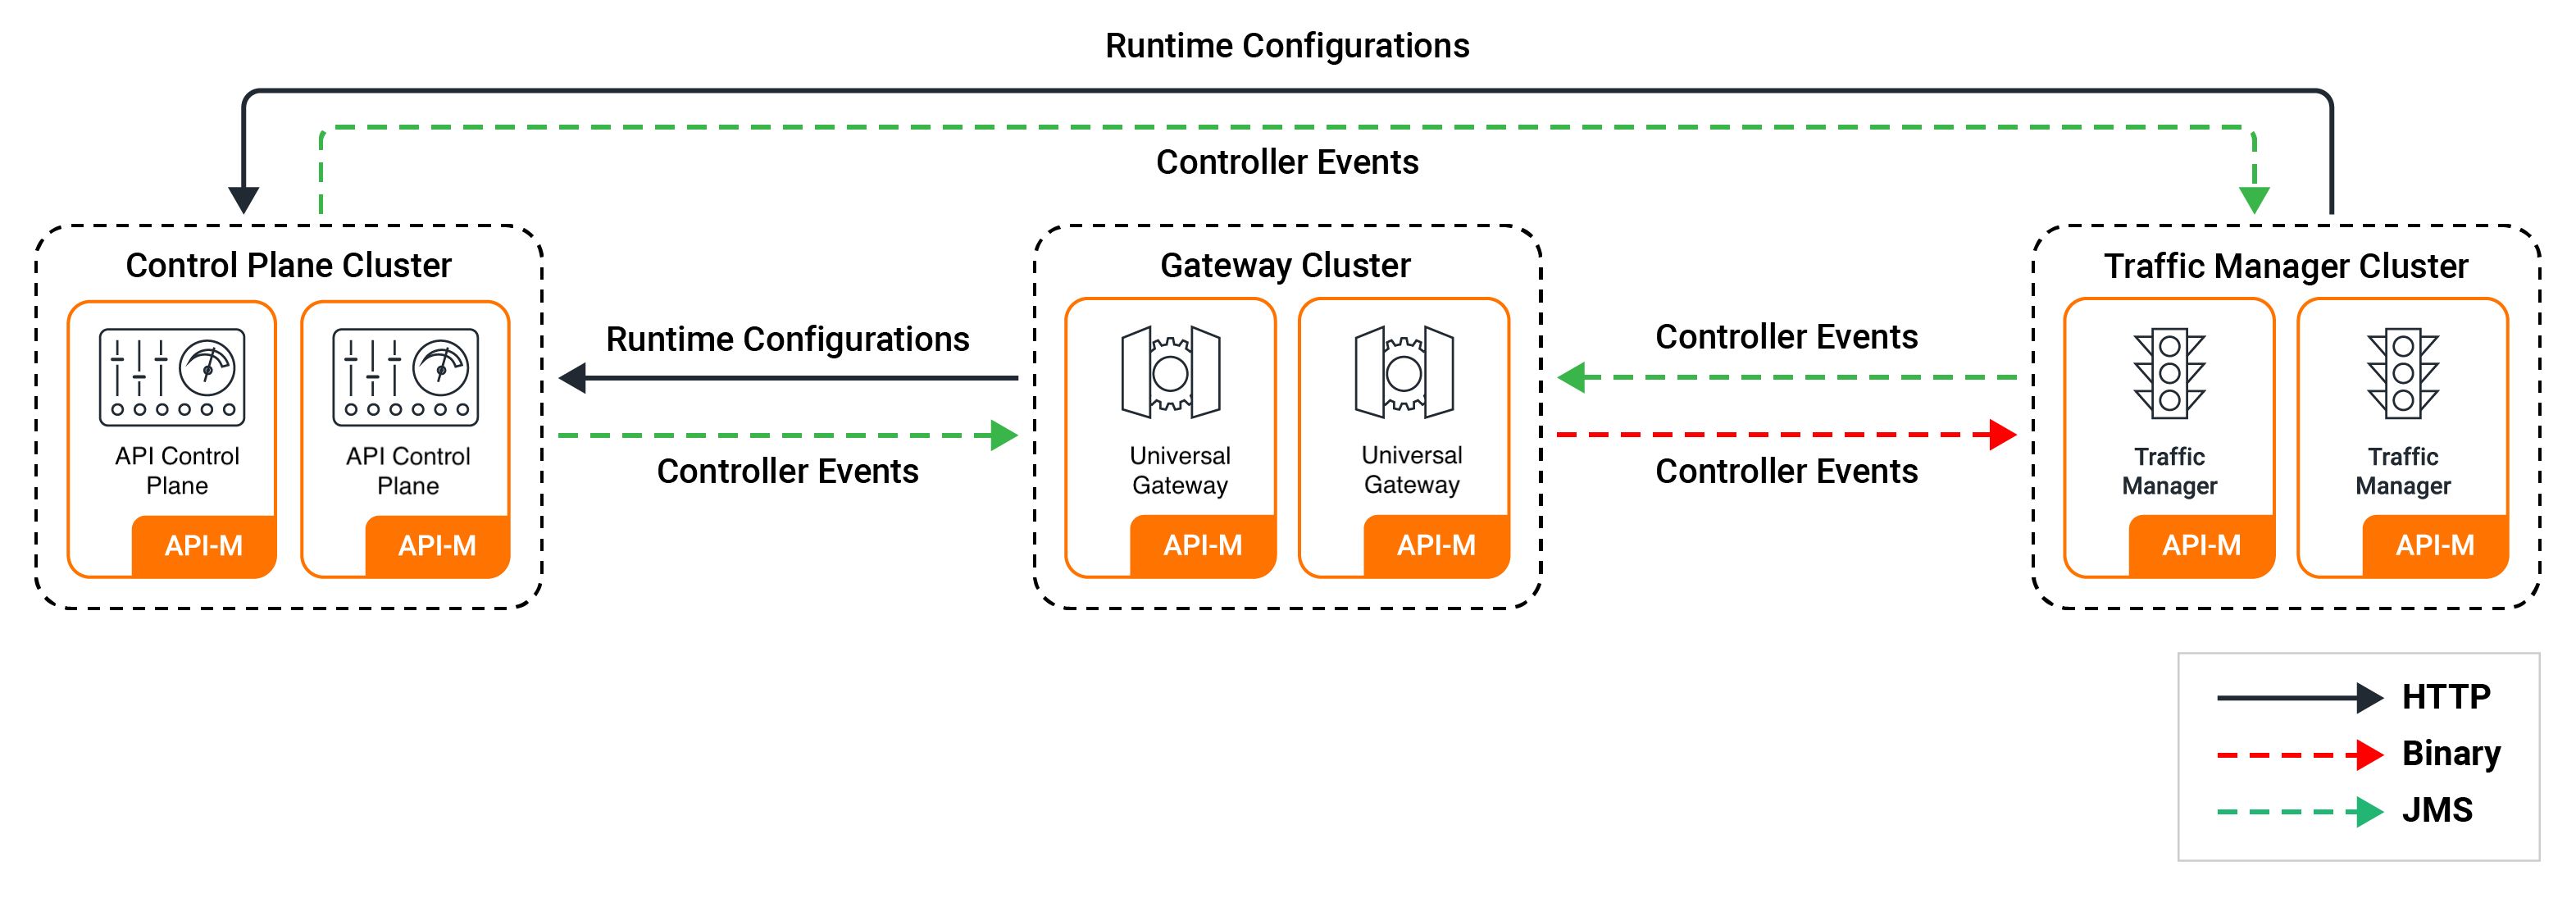 Runtime Configurations
Controller Events
Control Plane Cluster
API Control
Plane
API-M
API Control
Plane
API-M
Runtime Configurations
Controller Events
Gateway Cluster
Universal
Gateway
API-M
Universal
Gateway
API-M
Controller Events
Controller Events
Traffic Manager Cluster
Traffic
Manager
API-M
Traffic
Manager
API-M
HTTP
Binary
JMS